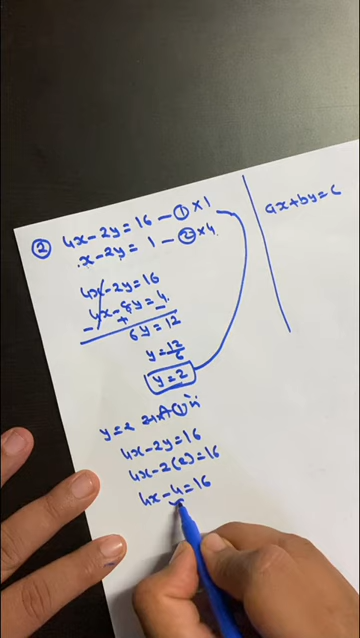 ② 4x-2y=16-①×1
x-2y= 1-②×4
4x-2y=16
4x-8y=4
- + -
6y=12
y=12/6
y=2
y=2
4x-2y=16
4x-2(2)=16
4x-4=16
ax+by=c